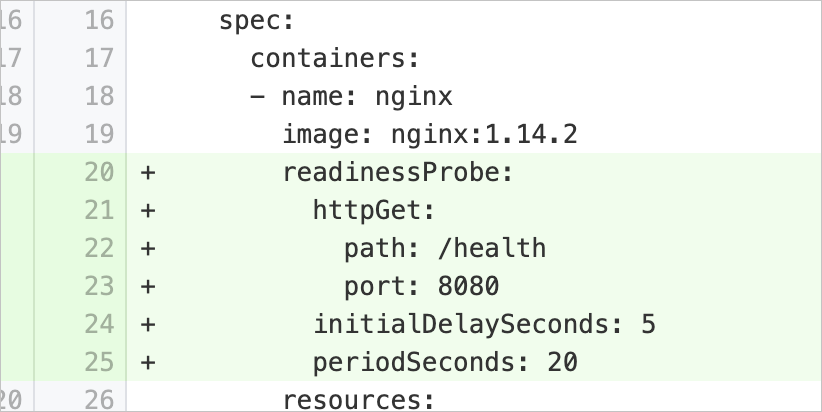 16 16 spec:
17 17 containers:
18 18 - name: nginx
19 19 image: nginx:1.14.2
20 + readinessProbe:
21 + httpGet:
22 + path: /health
23 + port: 8080
24 + initialDelaySeconds: 5
25 + periodSeconds: 20
20 26 resources: